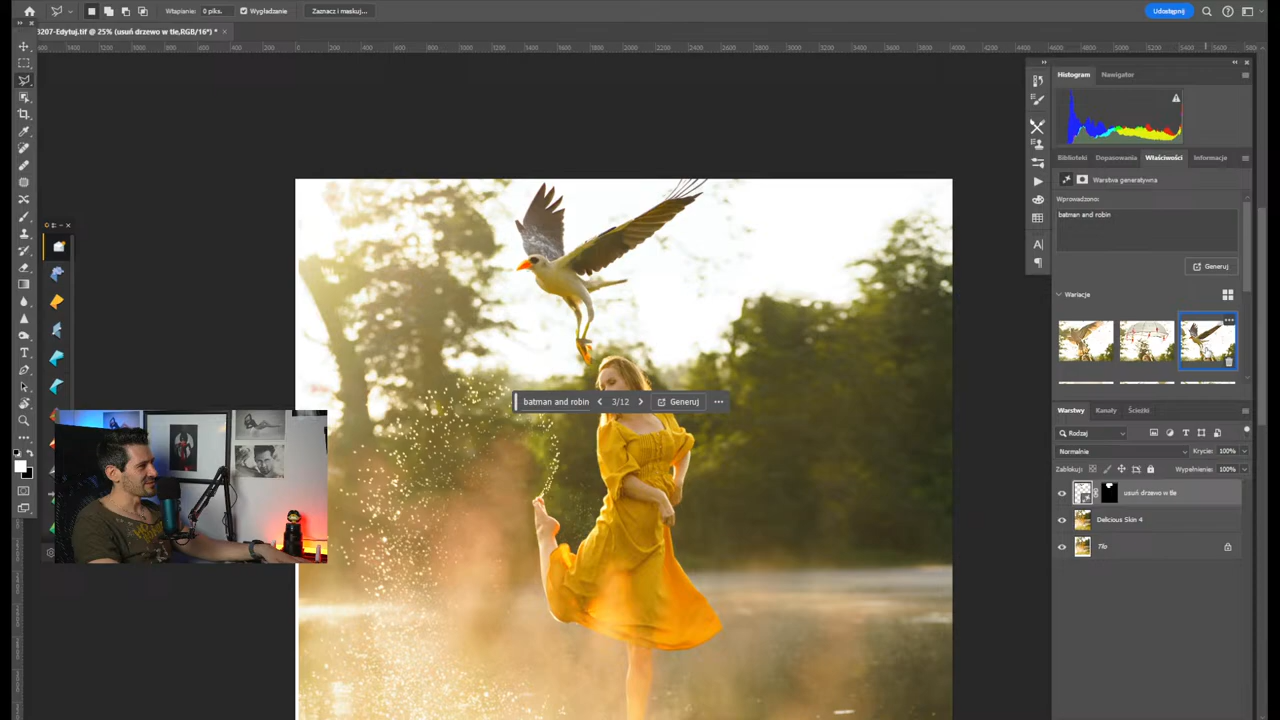 Wtapianie: 0 piks. Wygładzanie Zaznacz i maskuj... Udostępnij
3207-Edytuj.tif @ 25% (usuń drzewo w tle,RGB/16*) *
Histogram Nawigator
Biblioteki Dopasowania Właściwości Informacje
Warstwa generatywna
Wprowadzono:
batman and robin
Generuj
Wariacje
batman and robin 3/12 Generuj
Warstwy Kanały Ścieżki
Rodzaj
Normalnie Krycie: 100%
Zablokuj: Wypełnienie: 100%
usuń drzewo w tle
Delicious Skin 4
Tło